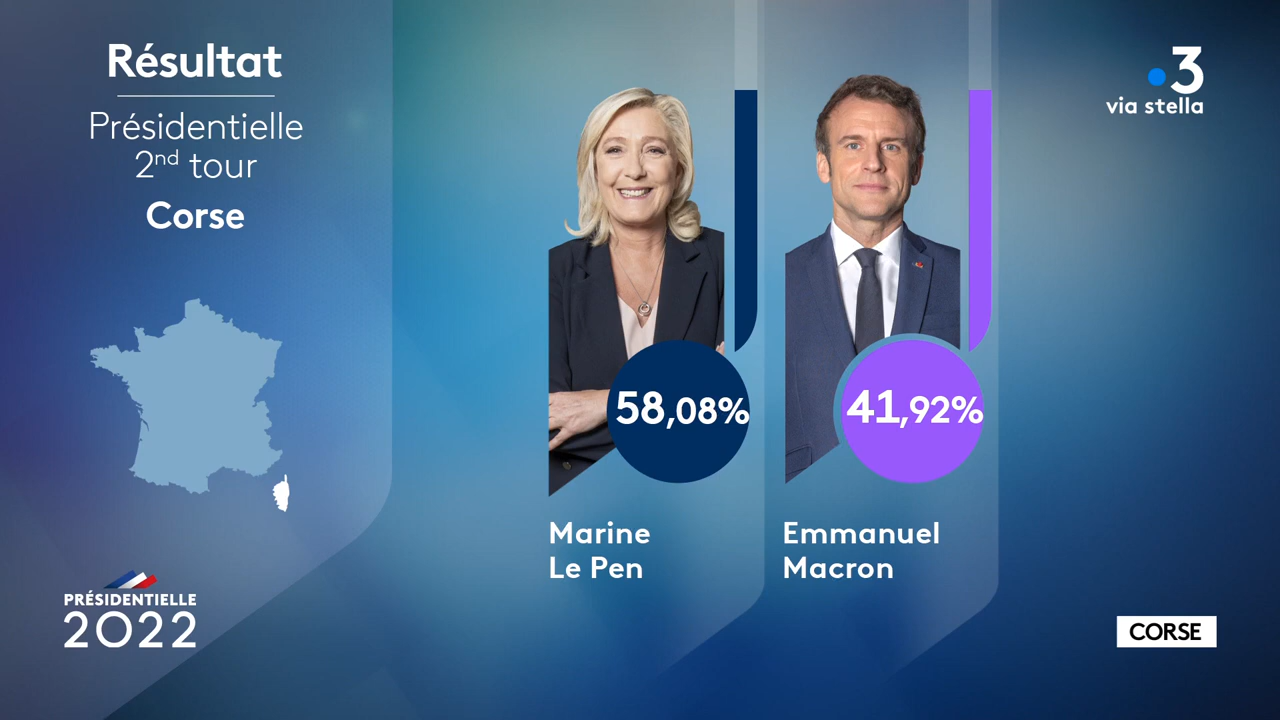 Résultat
Présidentielle
2nd tour
Corse
58,08%
41,92%
Marine
Le Pen
Emmanuel
Macron
PRÉSIDENTIELLE
2022
3
via stella
CORSE